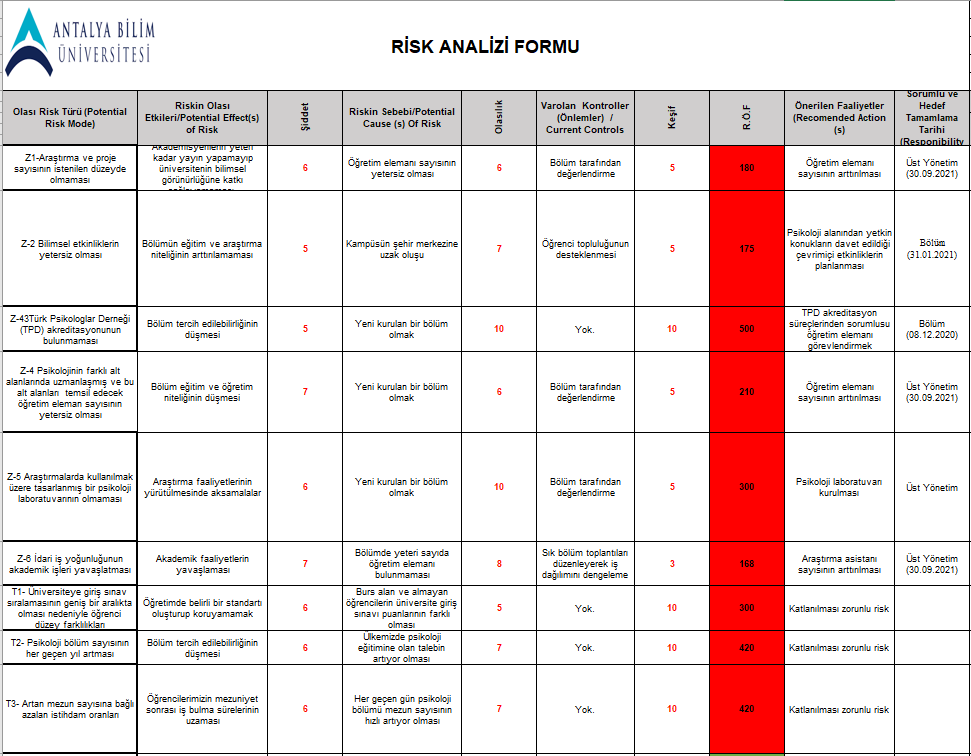 ANTALYA BİLİM
ÜNİVERSİTESİ
RİSK ANALİZİ FORMU
Olası Risk Türü (Potential
Risk Mode)
Riskin Olası
Etkileri/Potential Effect(s)
of Risk
Şiddet
Riskin Sebebi/Potential
Cause (s) Of Risk
Olasılık
Varolan Kontroller
(Önlemler) /
Current Controls
Keşif
R.Ö.F
Önerilen Faaliyetler
(Recomended Action
(s)
Sorumlu ve
Hedef
Tamamlama
Tarihi
(Responibility
Z1-Araştırma ve proje
sayısının istenilen düzeyde
olmaması
Akademisyenlerin yeteri
kadar yayın yapamayıp
üniversitenin bilimsel
görünürlüğüne katkı
6
Öğretim elemanı sayısının
yetersiz olması
6
Bölüm tarafından
değerlendirme
5
180
Öğretim elemanı
sayısının arttırılması
Üst Yönetim
(30.09.2021)
Z-2 Bilimsel etkinliklerin
yetersiz olması
Bölümün eğitim ve araştırma
niteliğinin arttırılamaması
5
Kampüsün şehir merkezine
uzak oluşu
7
Öğrenci topluluğunun
desteklenmesi
5
175
Psikoloji alanından yetkin
konukların davet edildiği
çevrimiçi etkinliklerin
planlanması
Bölüm
(31.01.2021)
Z-43Türk Psikologlar Derneği
(TPD) akreditasyonunun
bulunmaması
Bölüm tercih edilebilirliğinin
düşmesi
5
Yeni kurulan bir bölüm
olmak
10
Yok.
10
500
TPD akreditasyon
süreçlerinden sorumlusu
öğretim elemanı
görevlendirmek
Bölüm
(08.12.2020)
Z-4 Psikolojinin farklı alt
alanlarında uzmanlaşmış ve bu
alt alanları temsil edecek
öğretim eleman sayısının
yetersiz olması
Bölüm eğitim ve öğretim
niteliğinin düşmesi
7
Yeni kurulan bir bölüm
olmak
6
Bölüm tarafından
değerlendirme
5
210
Öğretim elemanı
sayısının arttırılması
Üst Yönetim
(30.09.2021)
Z-5 Araştırmalarda kullanılmak
üzere tasarlanmış bir psikoloji
laboratuvarının olmaması
Araştırma faaliyetlerinin
yürütülmesinde aksamalalar
6
Yeni kurulan bir bölüm
olmak
10
Bölüm tarafından
değerlendirme
5
300
Psikoloji laboratuvarı
kurulması
Üst Yönetim
Z-6 İdari iş yoğunluğunun
akademik işleri yavaşlatması
Akademik faaliyetlerin
yavaşlaması
7
Bölümde yeteri sayıda
öğretim elemanı
bulunmaması
8
Sık bölüm toplantıları
düzenleyerek iş
dağılımını dengeleme
3
168
Araştırma asistanı
sayısının arttırılması
Üst Yönetim
(30.09.2021)
T1- Üniversiteye giriş sınav
sıralamasının geniş bir aralıkta
olması nedeniyle öğrenci
düzey farklılıkları
Öğretimde belirli bir standartı
oluşturup koruyamamak
6
Burs alan ve almayan
öğrencilerin üniversite giriş
sınavı puanlarının farklı
olması
5
Yok.
10
300
Katlanılması zorunlu risk
T2- Psikoloji bölüm sayısının
her geçen yıl artması
Bölüm tercih edilebilirliğinin
düşmesi
6
Ülkemizde psikoloji
eğitimine olan talebin
artıyor olması
7
Yok.
10
420
Katlanılması zorunlu risk
T3- Artan mezun sayısına bağlı
azalan istihdam oranları
Öğrencilerimizin mezuniyet
sonrası iş bulma sürelerinin
uzaması
6
Her geçen gün psikoloji
bölümü mezun sayısının
hızlı artıyor olması
7
Yok.
10
420
Katlanılması zorunlu risk